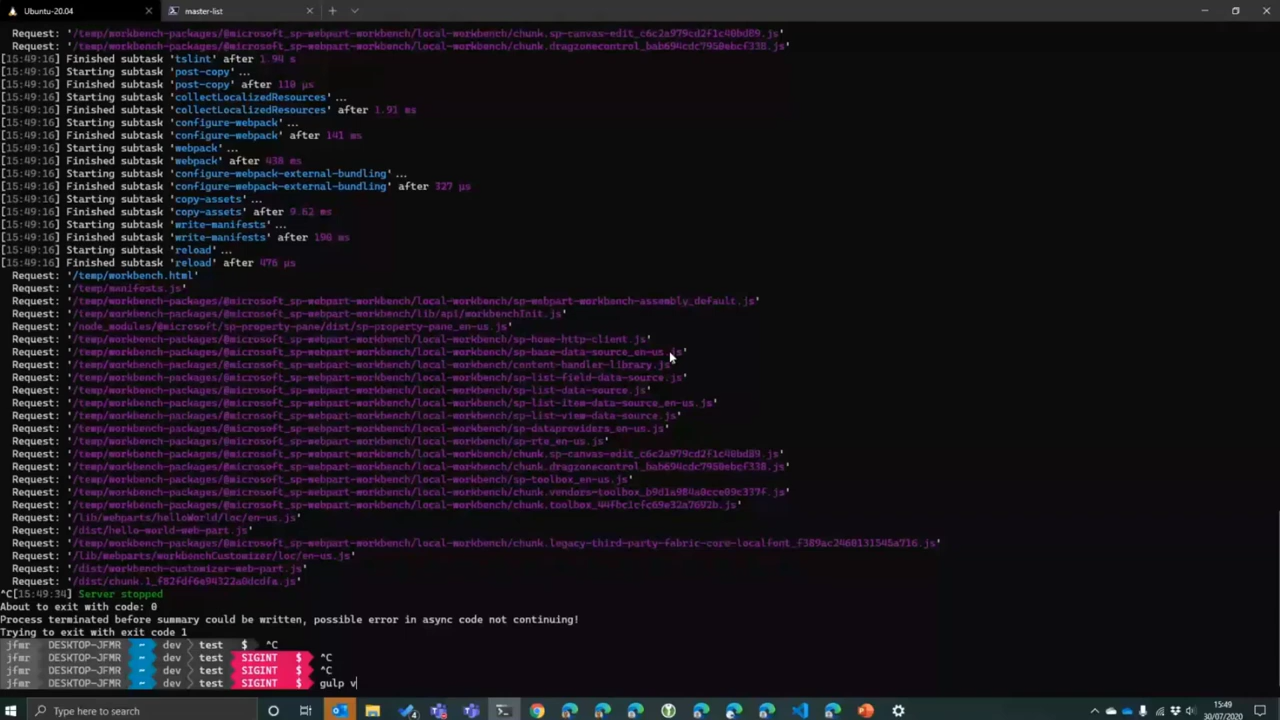 Ubuntu-20.04
master-list
Request: '/temp/workbench-packages/@microsoft_sp-webpart-workbench/local-workbench/chunk.sp-canvas-edit_c6c2a979cd2f1c40bd89.js'
Request: '/temp/workbench-packages/@microsoft_sp-webpart-workbench/local-workbench/chunk.dragzonecontrol_bab694cdc7960ebcf338.js'
[15:49:16] Finished subtask 'tslint' after 1.94 s
[15:49:16] Starting subtask 'post-copy' ...
[15:49:16] Finished subtask 'post-copy' after 110 μs
[15:49:16] Starting subtask 'collectLocalizedResources' ...
[15:49:16] Finished subtask 'collectLocalizedResources' after 1.91 ms
[15:49:16] Starting subtask 'configure-webpack' ...
[15:49:16] Finished subtask 'configure-webpack' after 141 ms
[15:49:16] Starting subtask 'webpack' ...
[15:49:16] Finished subtask 'webpack' after 438 ms
[15:49:16] Starting subtask 'configure-webpack-external-bundling' ...
[15:49:16] Finished subtask 'configure-webpack-external-bundling' after 327 μs
[15:49:16] Starting subtask 'copy-assets' ...
[15:49:16] Finished subtask 'copy-assets' after 9.62 ms
[15:49:16] Starting subtask 'write-manifests' ...
[15:49:16] Finished subtask 'write-manifests' after 190 ms
[15:49:16] Starting subtask 'reload' ...
[15:49:16] Finished subtask 'reload' after 476 μs
Request: '/temp/workbench.html'
Request: '/temp/manifests.js'
Request: '/temp/workbench-packages/@microsoft_sp-webpart-workbench/local-workbench/sp-webpart-workbench-assembly_default.js'
Request: '/temp/workbench-packages/@microsoft_sp-webpart-workbench/lib/api/workbenchInit.js'
Request: '/node_modules/@microsoft/sp-property-pane/dist/sp-property-pane_en-us.js'
Request: '/temp/workbench-packages/@microsoft_sp-webpart-workbench/local-workbench/sp-home-http-client.js'
Request: '/temp/workbench-packages/@microsoft_sp-webpart-workbench/local-workbench/sp-base-data-source_en-us.js'
Request: '/temp/workbench-packages/@microsoft_sp-webpart-workbench/local-workbench/content-handler-library.js'
Request: '/temp/workbench-packages/@microsoft_sp-webpart-workbench/local-workbench/sp-list-field-data-source.js'
Request: '/temp/workbench-packages/@microsoft_sp-webpart-workbench/local-workbench/sp-list-data-source.js'
Request: '/temp/workbench-packages/@microsoft_sp-webpart-workbench/local-workbench/sp-list-item-data-source_en-us.js'
Request: '/temp/workbench-packages/@microsoft_sp-webpart-workbench/local-workbench/sp-list-view-data-source.js'
Request: '/temp/workbench-packages/@microsoft_sp-webpart-workbench/local-workbench/sp-dataproviders_en-us.js'
Request: '/temp/workbench-packages/@microsoft_sp-webpart-workbench/local-workbench/sp-rte_en-us.js'
Request: '/temp/workbench-packages/@microsoft_sp-webpart-workbench/local-workbench/chunk.sp-canvas-edit_c6c2a979cd2f1c40bd89.js'
Request: '/temp/workbench-packages/@microsoft_sp-webpart-workbench/local-workbench/chunk.dragzonecontrol_bab694cdc7960ebcf338.js'
Request: '/temp/workbench-packages/@microsoft_sp-webpart-workbench/local-workbench/sp-toolbox_en-us.js'
Request: '/temp/workbench-packages/@microsoft_sp-webpart-workbench/local-workbench/chunk.vendors-toolbox_b9d1a984a0cce09c337f.js'
Request: '/temp/workbench-packages/@microsoft_sp-webpart-workbench/local-workbench/chunk.toolbox_44fbc1cfc69e32a7692b.js'
Request: '/lib/webparts/helloWorld/loc/en-us.js'
Request: '/dist/hello-world-web-part.js'
Request: '/temp/workbench-packages/@microsoft_sp-webpart-workbench/local-workbench/chunk.legacy-third-party-fabric-core-localfont_f389ac2468131545a716.js'
Request: '/lib/webparts/workbenchCustomizer/loc/en-us.js'
Request: '/dist/workbench-customizer-web-part.js'
Request: '/dist/chunk.1_f82fdf6e94322a0dcdfa.js'
^C[15:49:34] Server stopped
About to exit with code: 0
Process terminated before summary could be written, possible error in async code not continuing!
Trying to exit with exit code 1
jfmr DESKTOP-JFMR ~ dev test $ ^C
jfmr DESKTOP-JFMR ~ dev test SIGINT $ ^C
jfmr DESKTOP-JFMR ~ dev test SIGINT $ ^C
jfmr DESKTOP-JFMR ~ dev test SIGINT $ gulp v
Type here to search
15:49
30/07/2020